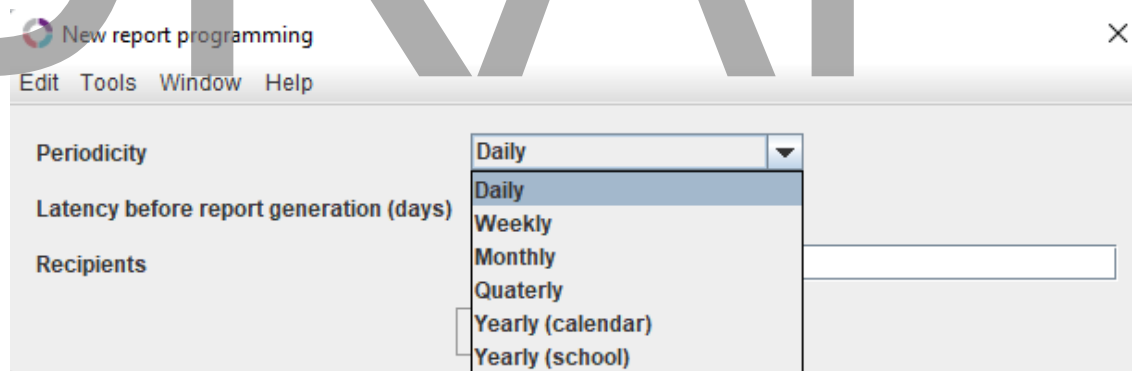 New report programming
Edit Tools Window Help
Periodicity Daily
Daily
Latency before report generation (days)
Weekly
Recipients
Monthly
Quaterly
Yearly (calendar)
Yearly (school)